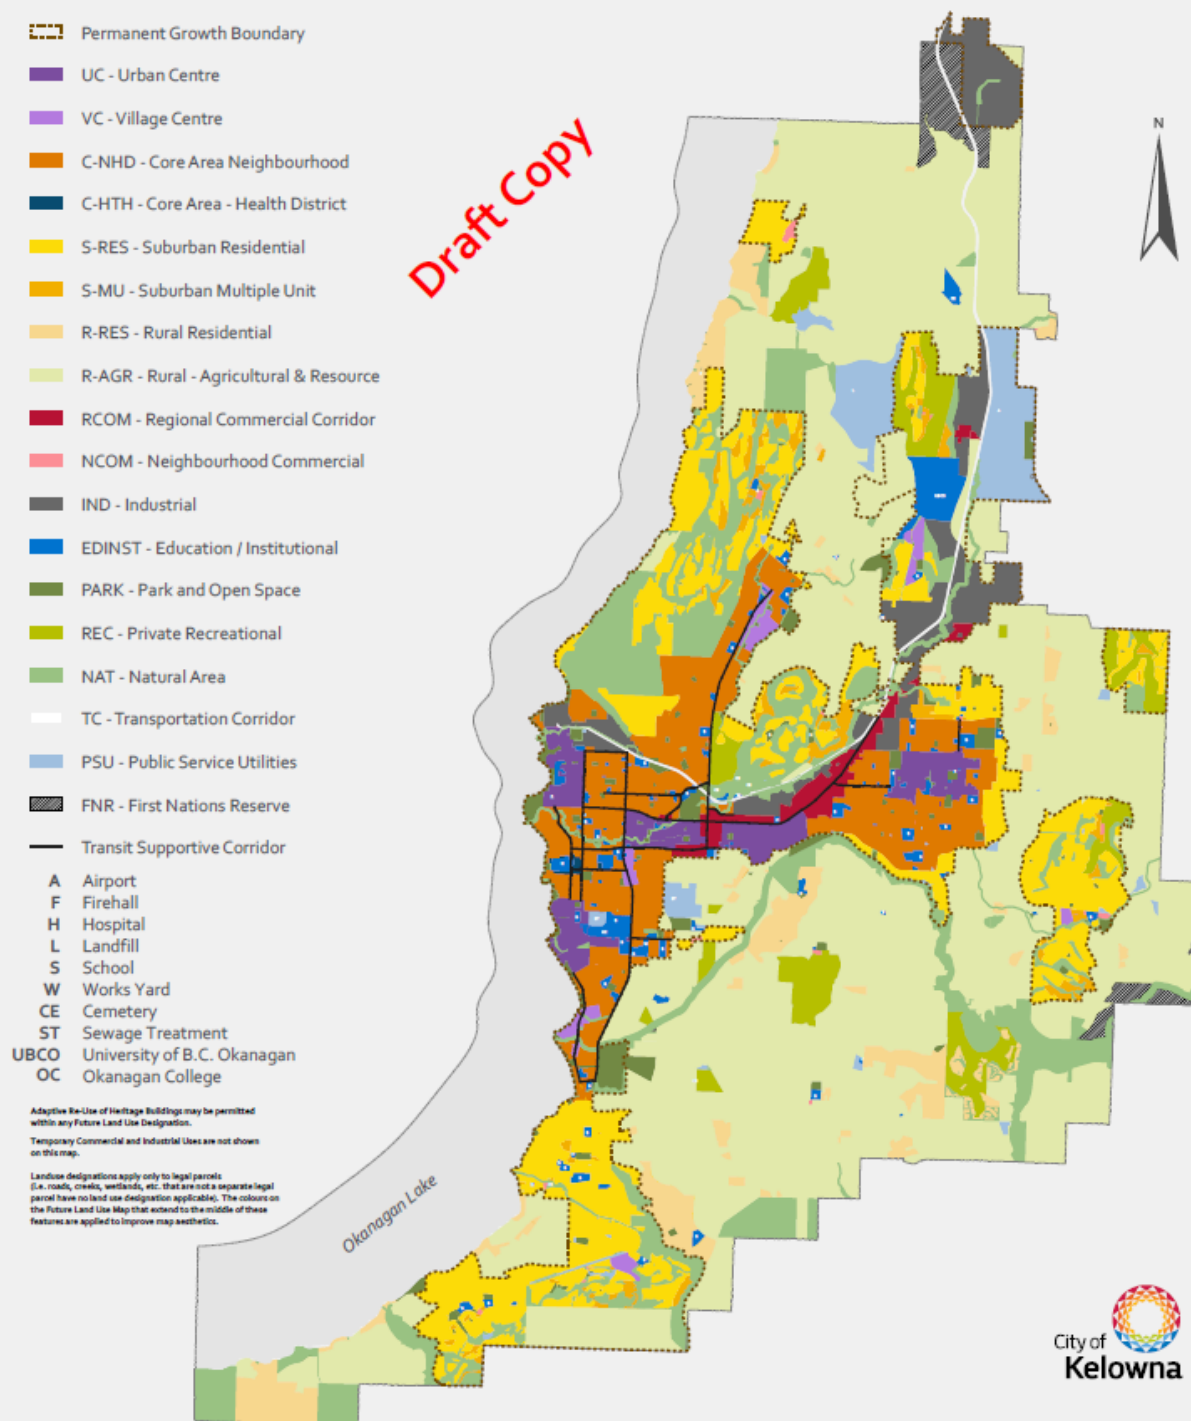 Permanent Growth Boundary
UC - Urban Centre
VC - Village Centre
C-NHD - Core Area Neighbourhood
C-HTH - Core Area - Health District
S-RES - Suburban Residential
S-MU - Suburban Multiple Unit
R-RES - Rural Residential
R-AGR - Rural - Agricultural & Resource
RCOM - Regional Commercial Corridor
NCOM - Neighbourhood Commercial
IND - Industrial
EDINST - Education / Institutional
PARK - Park and Open Space
REC - Private Recreational
NAT - Natural Area
TC - Transportation Corridor
PSU - Public Service Utilities
FNR - First Nations Reserve
Transit Supportive Corridor
A Airport
F Firehall
H Hospital
L Landfill
S School
W Works Yard
CE Cemetery
ST Sewage Treatment
UBCO University of B.C. Okanagan
OC Okanagan College
Adaptive Re-Use of Heritage Buildings may be permitted
within any Future Land Use Designation.
Temporary Commercial and Industrial Uses are not shown
on this map.
Landuse designations apply only to legal parcels
(i.e. roads, creeks, wetlands, etc. that are not a separate legal
parcel have no land use designation applicable). The colours on
the Future Land Use Map that extend to the middle of these
features are applied to improve map aesthetics.
Draft Copy
N
Okanagan Lake
City of
Kelowna